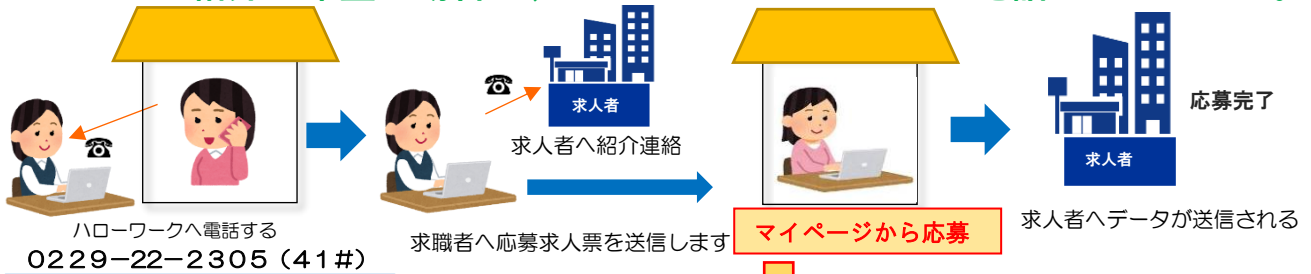 求人者
応募完了
求人者へ紹介連絡
求人者
ハローワークへ電話する
0229-22-2305(41#)
求職者へ応募求人票を送信します
マイページから応募
求人者へデータが送信される